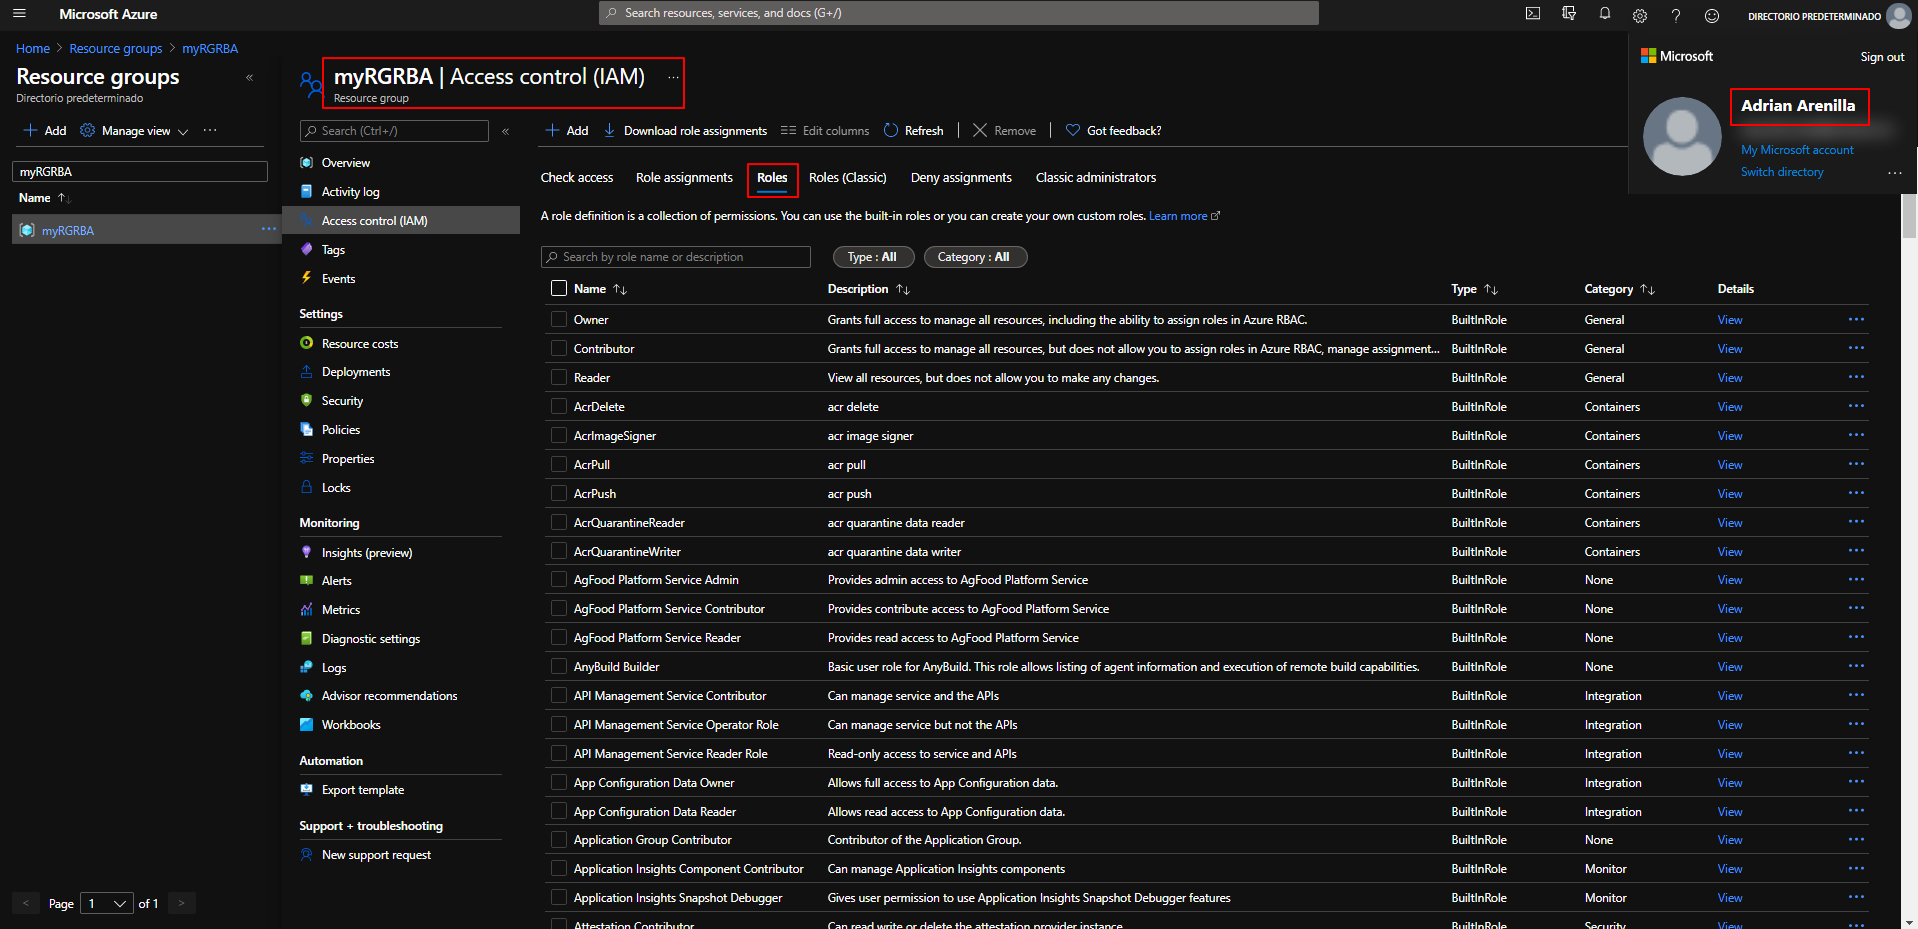 Microsoft Azure
Search resources, services, and docs (G+/)
DIRECTORIO PREDETERMINADO
Home > Resource groups > myRGRBA
Resource groups
Directorio predeterminado
Add
Manage view
myRGRBA
Name
myRGRBA
Page 1 of 1
myRGRBA | Access control (IAM)
Resource group
Search (Ctrl+/)
Overview
Activity log
Access control (IAM)
Tags
Events
Settings
Resource costs
Deployments
Security
Policies
Properties
Locks
Monitoring
Insights (preview)
Alerts
Metrics
Diagnostic settings
Logs
Advisor recommendations
Workbooks
Automation
Export template
Support + troubleshooting
New support request
Add Download role assignments Edit columns Refresh Remove Got feedback?
Check access Role assignments Roles Roles (Classic) Deny assignments Classic administrators
A role definition is a collection of permissions. You can use the built-in roles or you can create your own custom roles. Learn more
Search by role name or description
Type : All
Category : All
Name Description Type Category Details
Owner Grants full access to manage all resources, including the ability to assign roles in Azure RBAC. BuiltInRole General View
Contributor Grants full access to manage all resources, but does not allow you to assign roles in Azure RBAC, manage assignment... BuiltInRole General View
Reader View all resources, but does not allow you to make any changes. BuiltInRole General View
AcrDelete acr delete BuiltInRole Containers View
AcrImageSigner acr image signer BuiltInRole Containers View
AcrPull acr pull BuiltInRole Containers View
AcrPush acr push BuiltInRole Containers View
AcrQuarantineReader acr quarantine data reader BuiltInRole Containers View
AcrQuarantineWriter acr quarantine data writer BuiltInRole Containers View
AgFood Platform Service Admin Provides admin access to AgFood Platform Service BuiltInRole None View
AgFood Platform Service Contributor Provides contribute access to AgFood Platform Service BuiltInRole None View
AgFood Platform Service Reader Provides read access to AgFood Platform Service BuiltInRole None View
AnyBuild Builder Basic user role for AnyBuild. This role allows listing of agent information and execution of remote build capabilities. BuiltInRole None View
API Management Service Contributor Can manage service and the APIs BuiltInRole Integration View
API Management Service Operator Role Can manage service but not the APIs BuiltInRole Integration View
API Management Service Reader Role Read-only access to service and APIs BuiltInRole Integration View
App Configuration Data Owner Allows full access to App Configuration data. BuiltInRole Integration View
App Configuration Data Reader Allows read access to App Configuration data. BuiltInRole Integration View
Application Group Contributor Contributor of the Application Group. BuiltInRole None View
Application Insights Component Contributor Can manage Application Insights components BuiltInRole Monitor View
Application Insights Snapshot Debugger Gives user permission to use Application Insights Snapshot Debugger features BuiltInRole Monitor View
Attestation Contributor Can read write or delete the attestation provider instance BuiltInRole Security View
Microsoft
Sign out
Adrian Arenilla
My Microsoft account
Switch directory